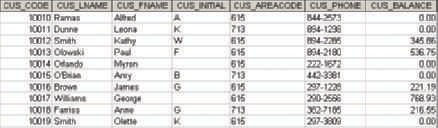 CUS_CODE CUS_LNAME CUS_FNAME CUS_INITIAL CUS_AREACODE CUS_PHONE CUS_BALANCE
10010 Ramas Alfred A 615 844-2573 0.00
10011 Dunne Leona K 713 894-1238 0.00
10012 Smith Kathy W 615 894-2285 345.86
10013 Olowski Paul F 615 894-2180 536.75
10014 Orlando Myron 615 222-1672 0.00
10015 O'Brian Amy B 713 442-3381 0.00
10016 Brown James G 615 297-1228 221.19
10017 Williams George 615 290-2556 768.93
10018 Farriss Anne G 713 382-7185 216.55
10019 Smith Olette K 615 297-3809 0.00